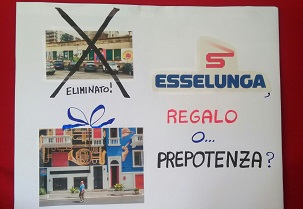 ELIMINATO!
ESSELUNGA,
REGALO
O...
PREPOTENZA?